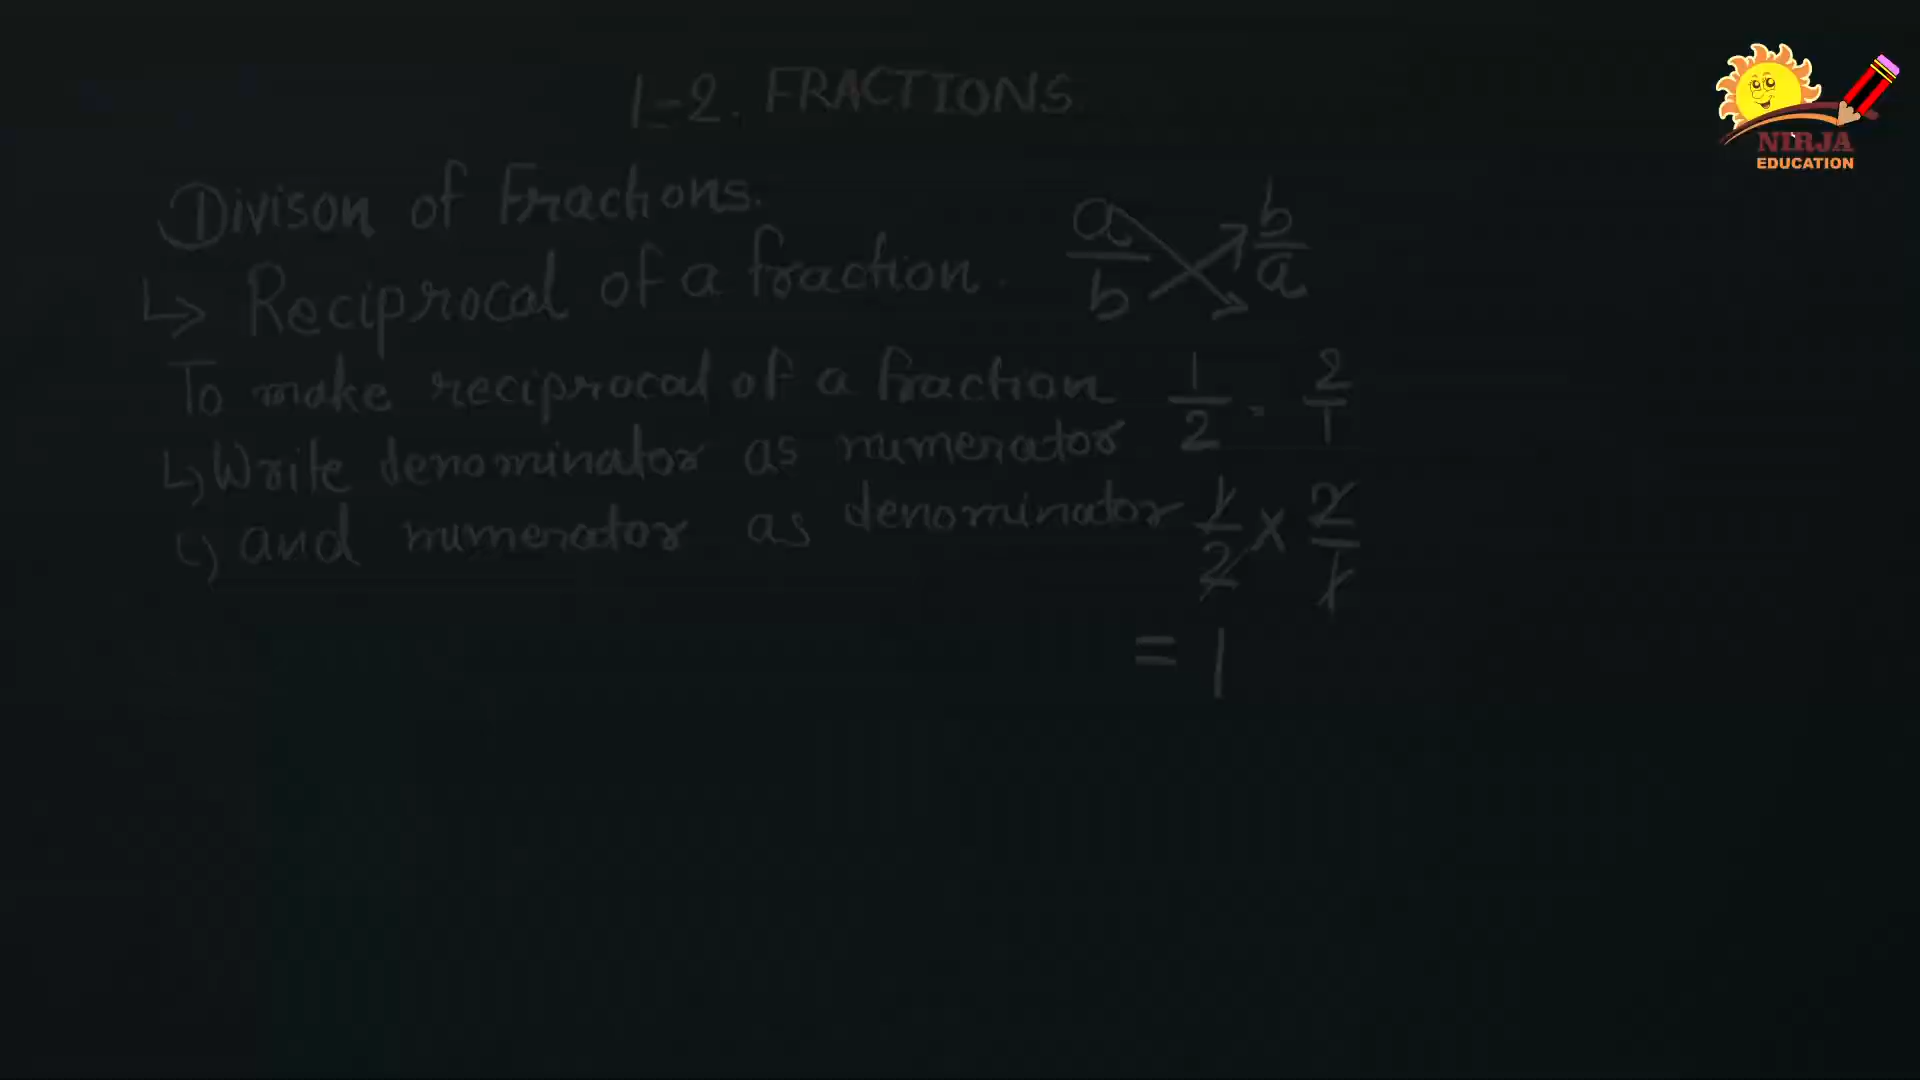 L-2. FRACTIONS.
Divison of Fractions.
↳ Reciprocal of a fraction.
a/b b/a
To make reciprocal of a fraction
1/2 - 2/1
↳ Write denominator as numerator
↳ and numerator as denominator
1/2 X 2/1
= 1
NIRJA
EDUCATION